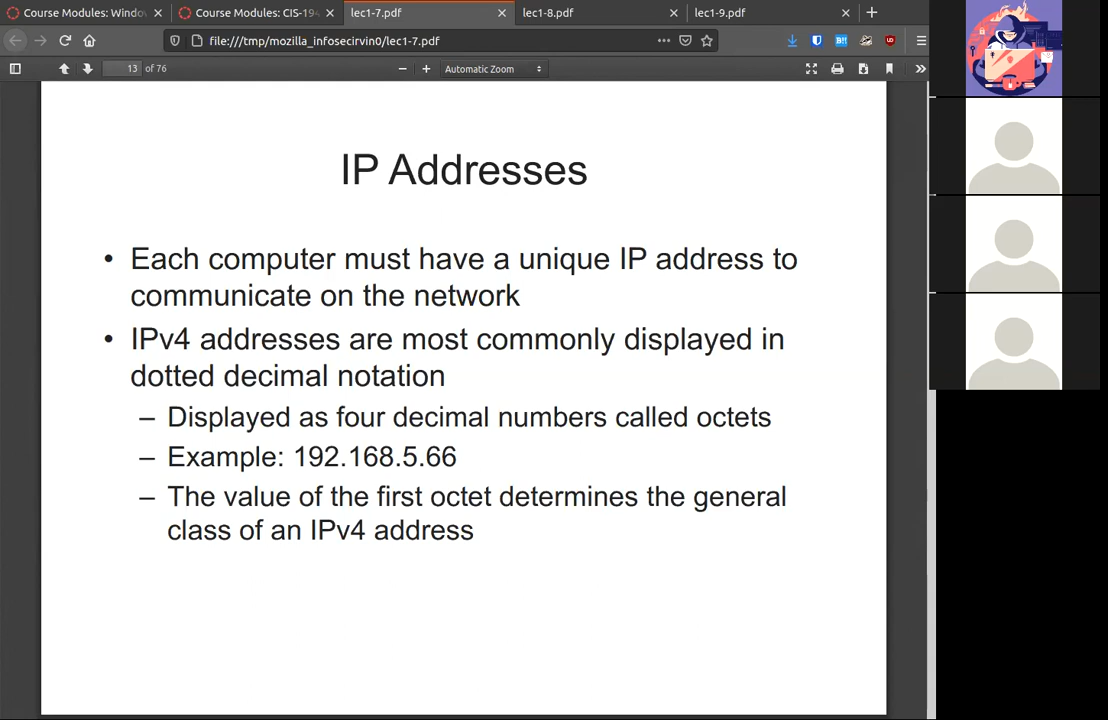 Course Modules: Windov
Course Modules: CIS-194
lec1-7.pdf
lec1-8.pdf
lec1-9.pdf
file:///tmp/mozilla_infosecirvin0/lec1-7.pdf
13 of 76
Automatic Zoom
IP Addresses
• Each computer must have a unique IP address to
communicate on the network
• IPv4 addresses are most commonly displayed in
dotted decimal notation
– Displayed as four decimal numbers called octets
– Example: 192.168.5.66
– The value of the first octet determines the general
class of an IPv4 address